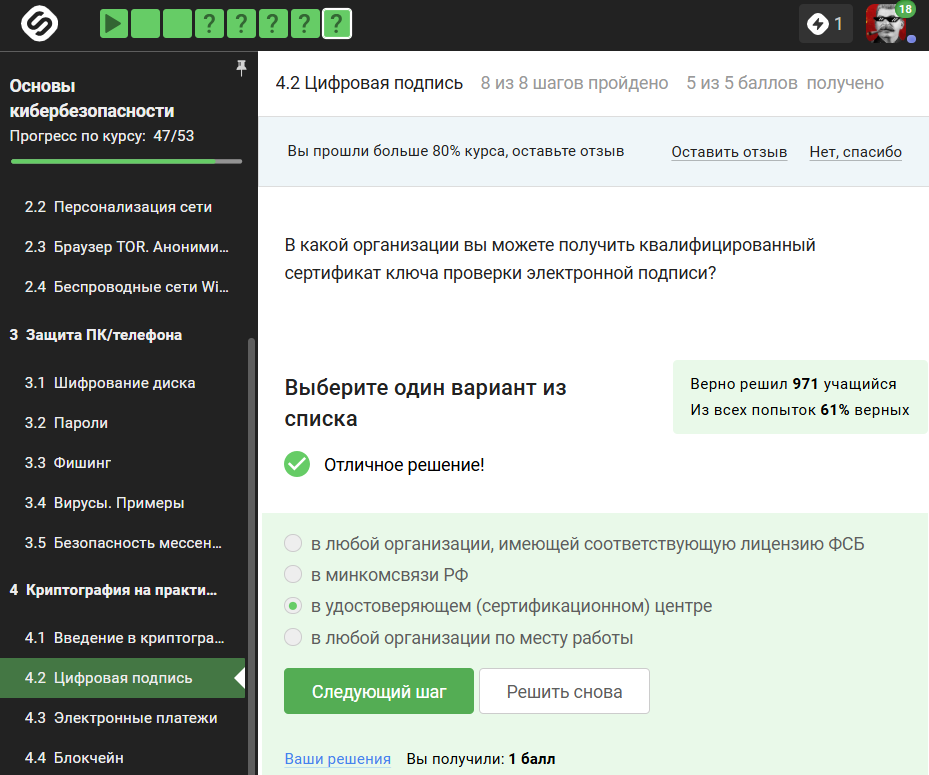 ? ? ? ? ?
1
18
Основы
кибербезопасности
Прогресс по курсу: 47/53
2.2 Персонализация сети
2.3 Браузер TOR. Аноними...
2.4 Беспроводные сети Wi...
3 Защита ПК/телефона
3.1 Шифрование диска
3.2 Пароли
3.3 Фишинг
3.4 Вирусы. Примеры
3.5 Безопасность мессен...
4 Криптография на практи...
4.1 Введение в криптогра...
4.2 Цифровая подпись
4.3 Электронные платежи
4.4 Блокчейн
4.2 Цифровая подпись 8 из 8 шагов пройдено 5 из 5 баллов получено
Вы прошли больше 80% курса, оставьте отзыв Оставить отзыв Нет, спасибо
В какой организации вы можете получить квалифицированный
сертификат ключа проверки электронной подписи?
Выберите один вариант из
списка
Верно решил 971 учащийся
Из всех попыток 61% верных
Отличное решение!
в любой организации, имеющей соответствующую лицензию ФСБ
в минкомсвязи РФ
в удостоверяющем (сертификационном) центре
в любой организации по месту работы
Следующий шаг Решить снова
Ваши решения Вы получили: 1 балл